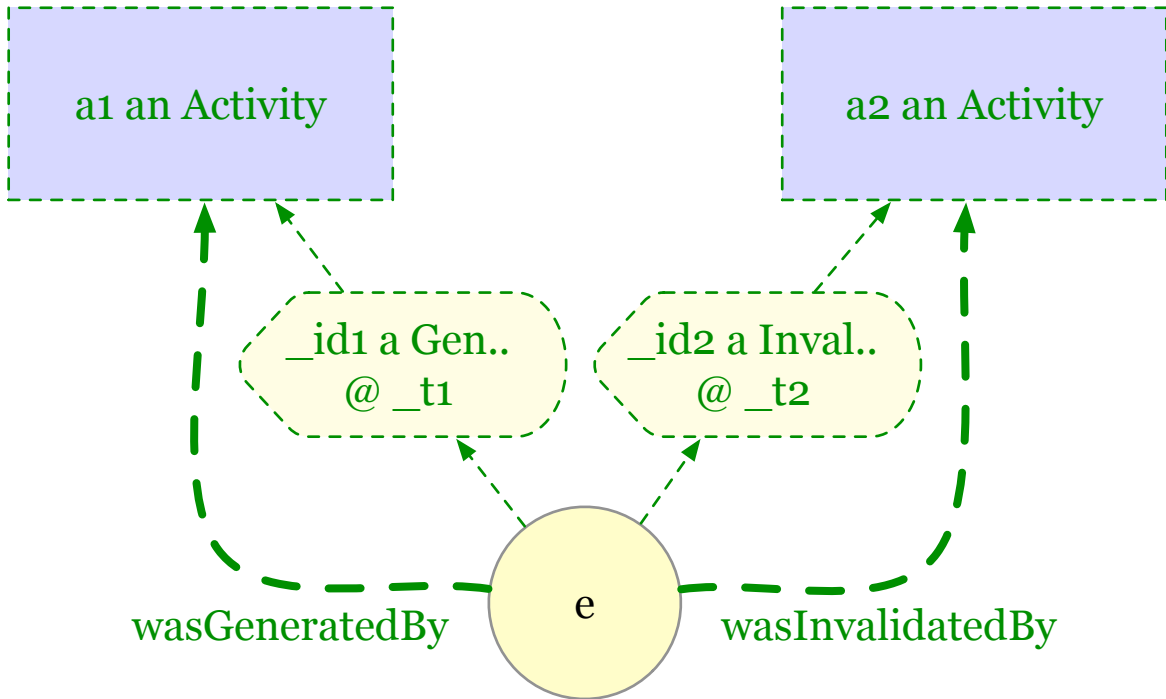 a1 an Activity
a2 an Activity
_id1 a Gen..
@ _t1
_id2 a Inval..
@ _t2
e
wasGeneratedBy
wasInvalidatedBy